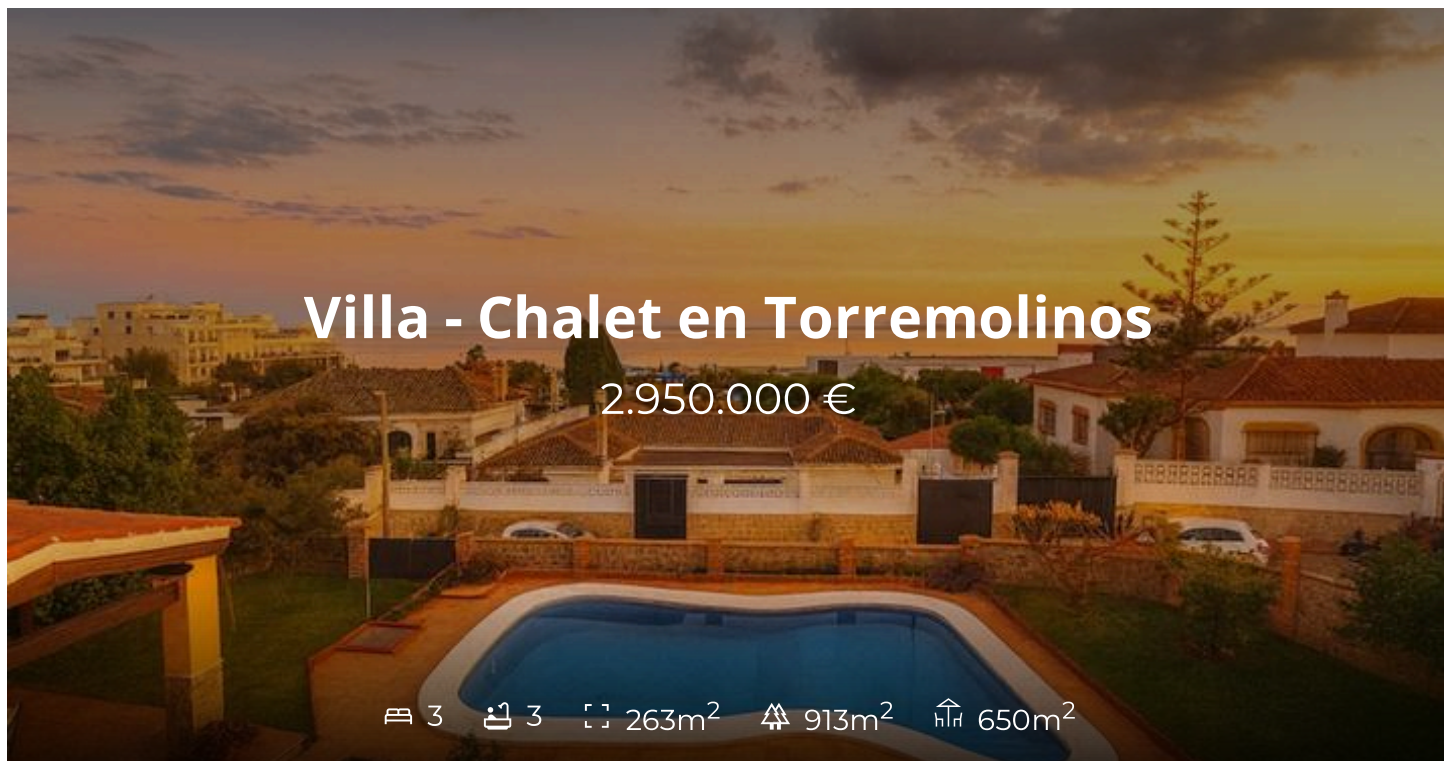 Villa - Chalet en Torremolinos
2.950.000 €
3 3 263m² 913m² 650m²